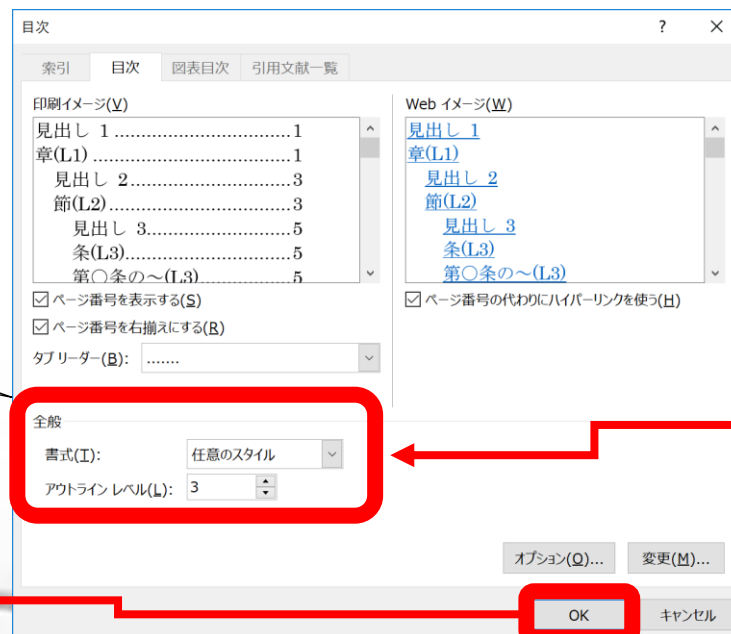 目次 ? ×
索引 目次 図表目次 引用文献一覧
印刷イメージ(V)
見出し 1 ................................ 1
章(L1) .................................... 1
見出し 2............................. 3
節(L2)................................. 3
見出し 3.......................... 5
条(L3).............................. 5
第〇条の～(L3)................ 5
Web イメージ(W)
見出し 1
章(L1)
見出し 2
節(L2)
見出し 3
条(L3)
第〇条の～(L3)
ページ番号を表示する(S)
ページ番号の代わりにハイパーリンクを使う(H)
ページ番号を右揃えにする(R)
タブ リーダー(B): .......
全般
書式(T): 任意のスタイル
アウトライン レベル(L): 3
オプション(O)... 変更(M)...
OK キャンセル